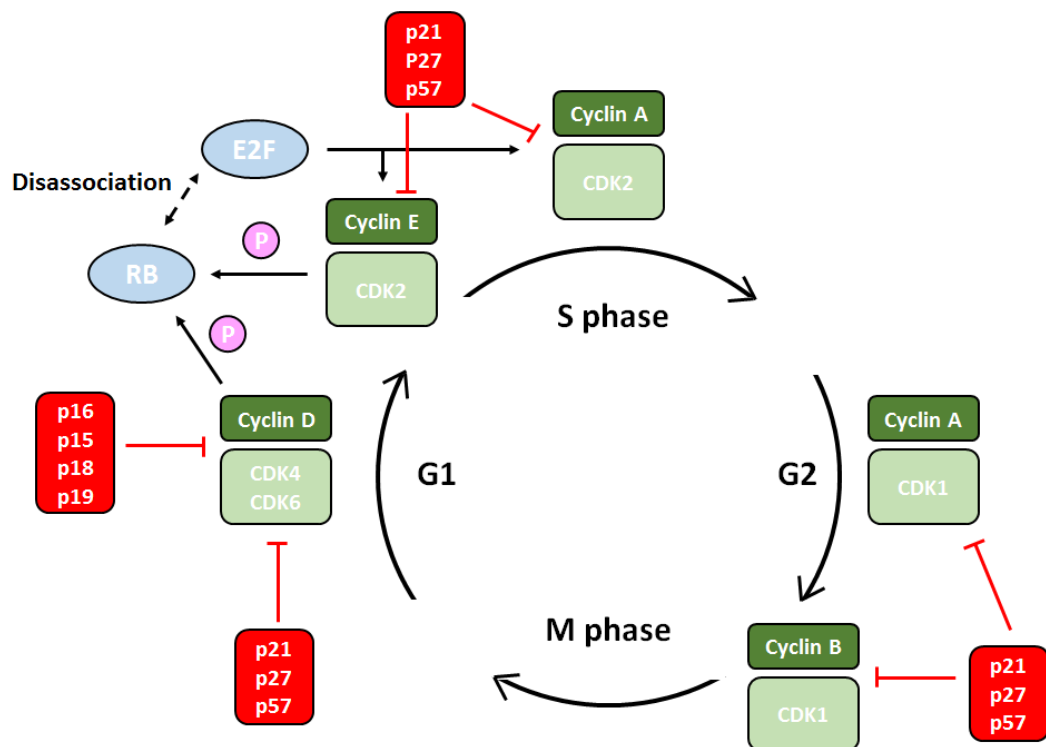 p21
P27
p57
Cyclin A
CDK2
E2F
Disassociation
Cyclin E
CDK2
P
RB
P
S phase
p16
p15
p18
p19
Cyclin D
CDK4
CDK6
G1
G2
Cyclin A
CDK1
M phase
p21
p27
p57
Cyclin B
CDK1
p21
p27
p57